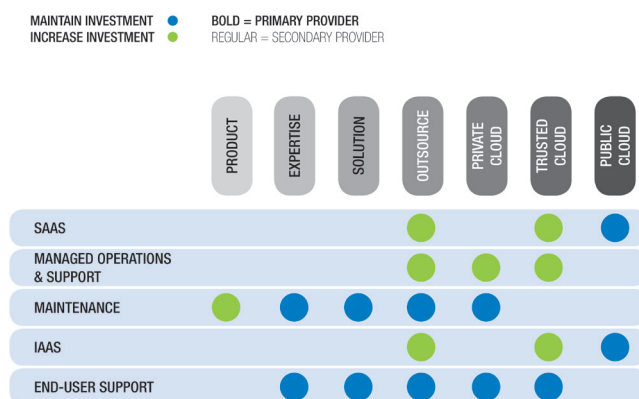 MAINTAIN INVESTMENT
BOLD = PRIMARY PROVIDER
INCREASE INVESTMENT
REGULAR = SECONDARY PROVIDER
PRODUCT
EXPERTISE
SOLUTION
OUTSOURCE
PRIVATE
CLOUD
TRUSTED
CLOUD
PUBLIC
CLOUD
SAAS
MANAGED OPERATIONS
& SUPPORT
MAINTENANCE
IAAS
END-USER SUPPORT